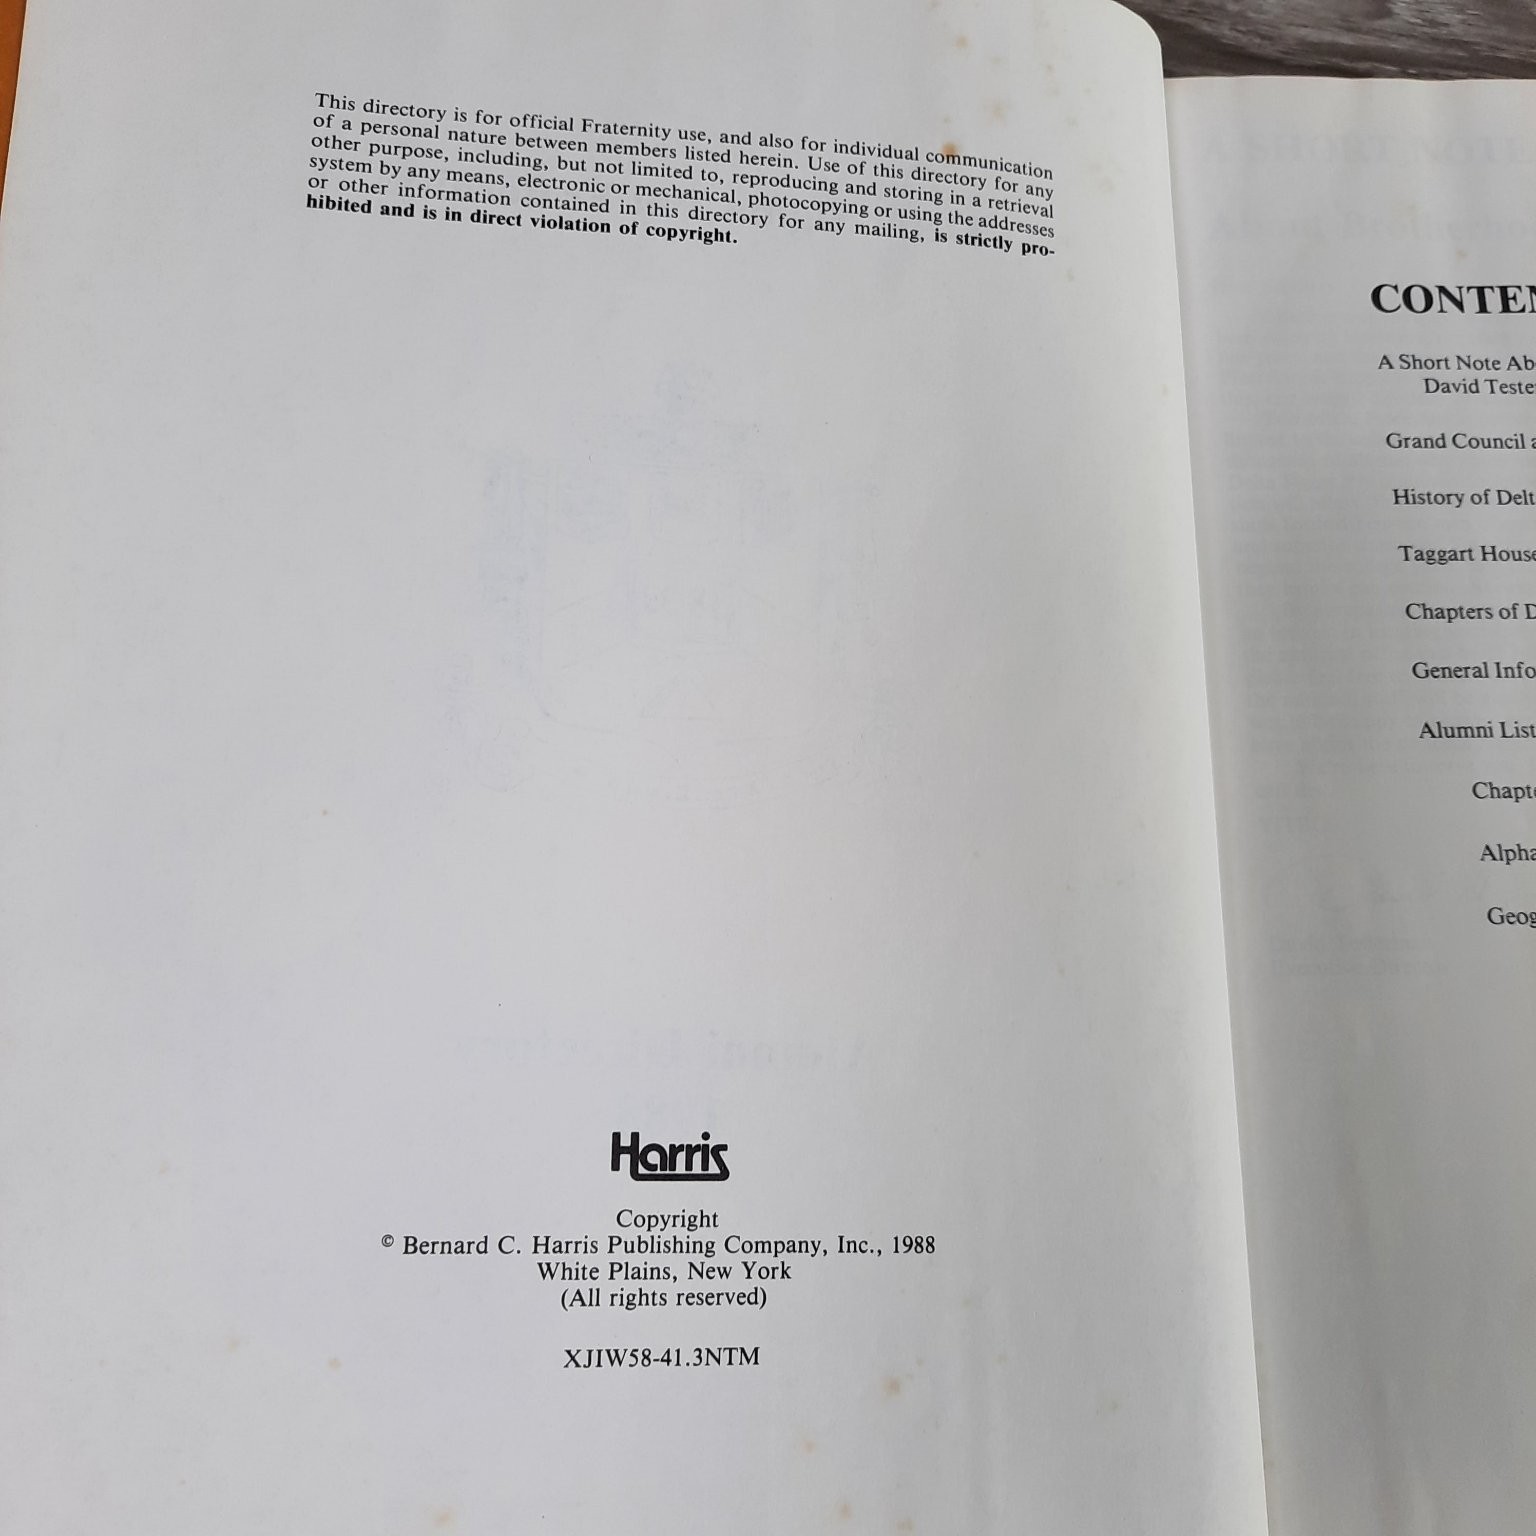 This directory is for official Fraternity use, and also for individual communication
of a personal nature between members listed herein. Use of this directory for any
other purpose, including, but not limited to, reproducing and storing in a retrieval
system by any means, electronic or mechanical, photocopying or using the addresses
or other information contained in this directory for any mailing, is strictly pro-
hibited and is in direct violation of copyright.
Harris
Copyright
© Bernard C. Harris Publishing Company, Inc., 1988
White Plains, New York
(All rights reserved)
XJIW58-41.3NTM
CONTEN
A Short Note Ab
David Teste
Grand Council a
History of Delt
Taggart House
Chapters of D
General Info
Alumni List
Chapte
Alpha
Geog